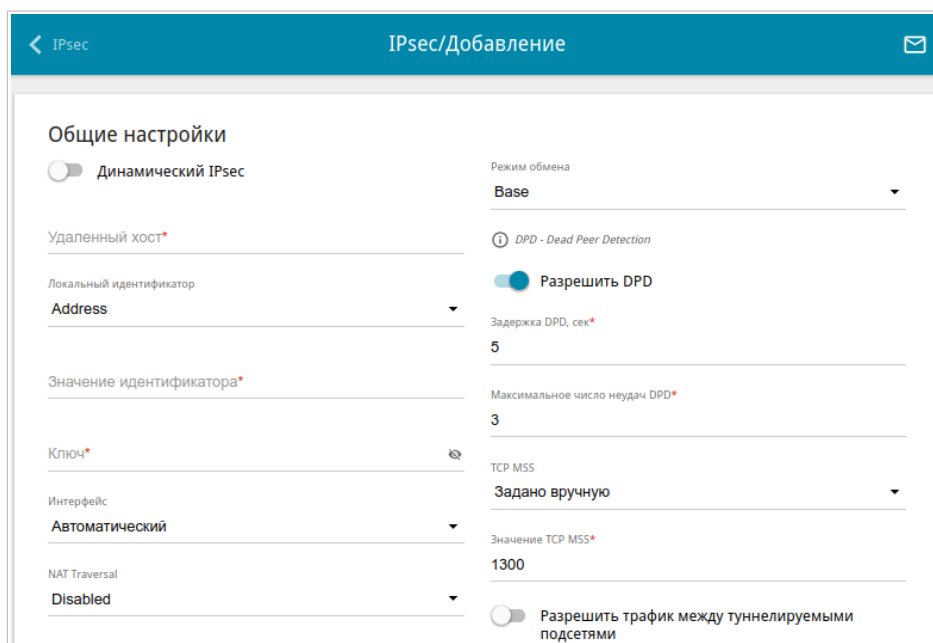 IPsec
IPsec/Добавление
Общие настройки
Динамический IPsec
Удаленный хост*
Локальный идентификатор
Address
Значение идентификатора*
Ключ*
Интерфейс
Автоматический
NAT Traversal
Disabled
Режим обмена
Base
DPD - Dead Peer Detection
Разрешить DPD
Задержка DPD, сек*
5
Максимальное число неудач DPD*
3
TCP MSS
Задано вручную
Значение TCP MSS*
1300
Разрешить трафик между туннелируемыми
подсетями